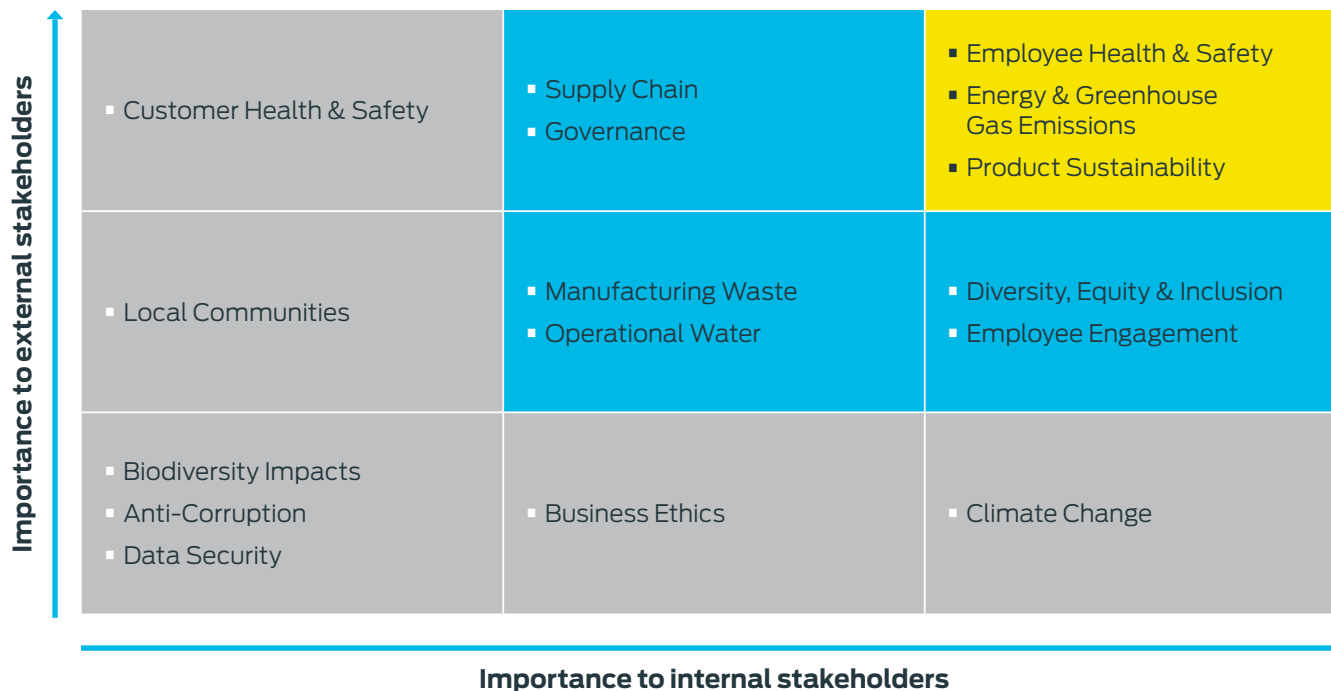 Importance to external stakeholders
Customer Health & Safety
Supply Chain
Governance
Employee Health & Safety
Energy & Greenhouse
Gas Emissions
Product Sustainability
Local Communities
Manufacturing Waste
Operational Water
Diversity, Equity & Inclusion
Employee Engagement
Biodiversity Impacts
Anti-Corruption
Data Security
Business Ethics
Climate Change
Importance to internal stakeholders